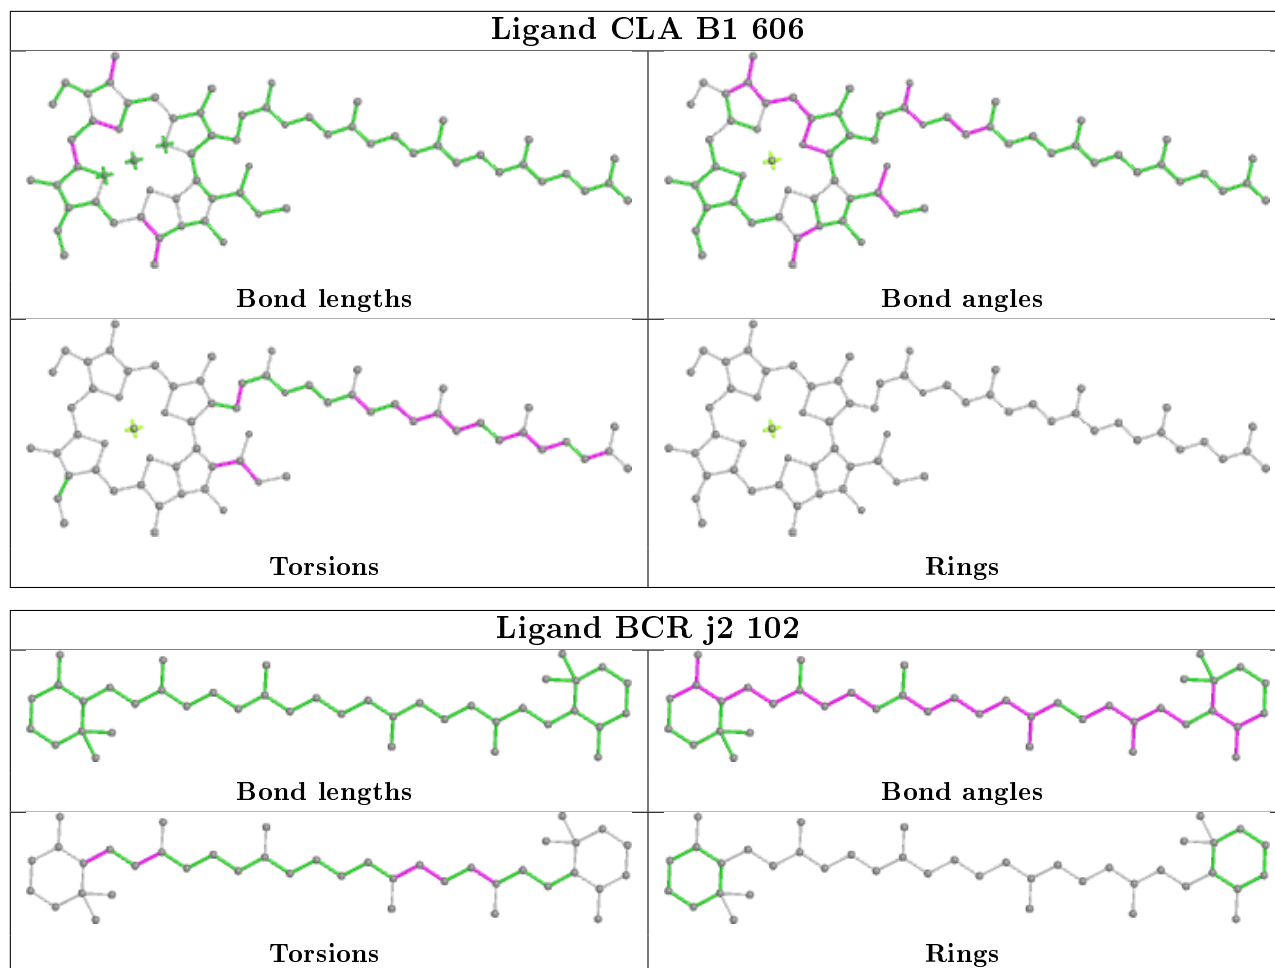 Ligand CLA B1 606
Bond lengths
Bond angles
Torsions
Rings
Ligand BCR j2 102
Bond lengths
Bond angles
Torsions
Rings